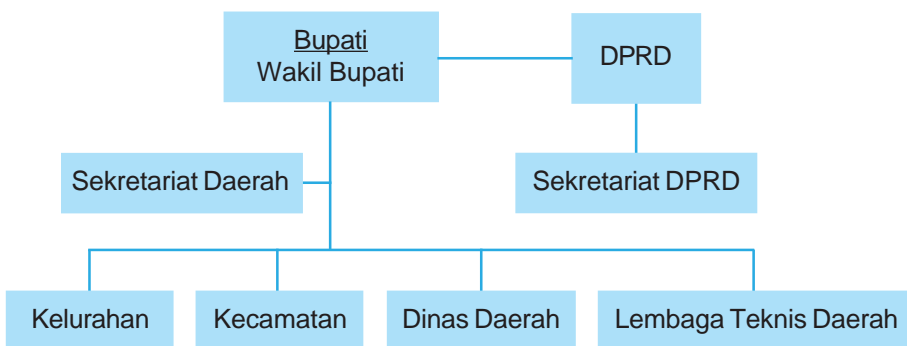 Bupati
Wakil Bupati
DPRD
Sekretariat Daerah
Sekretariat DPRD
Kelurahan
Kecamatan
Dinas Daerah
Lembaga Teknis Daerah